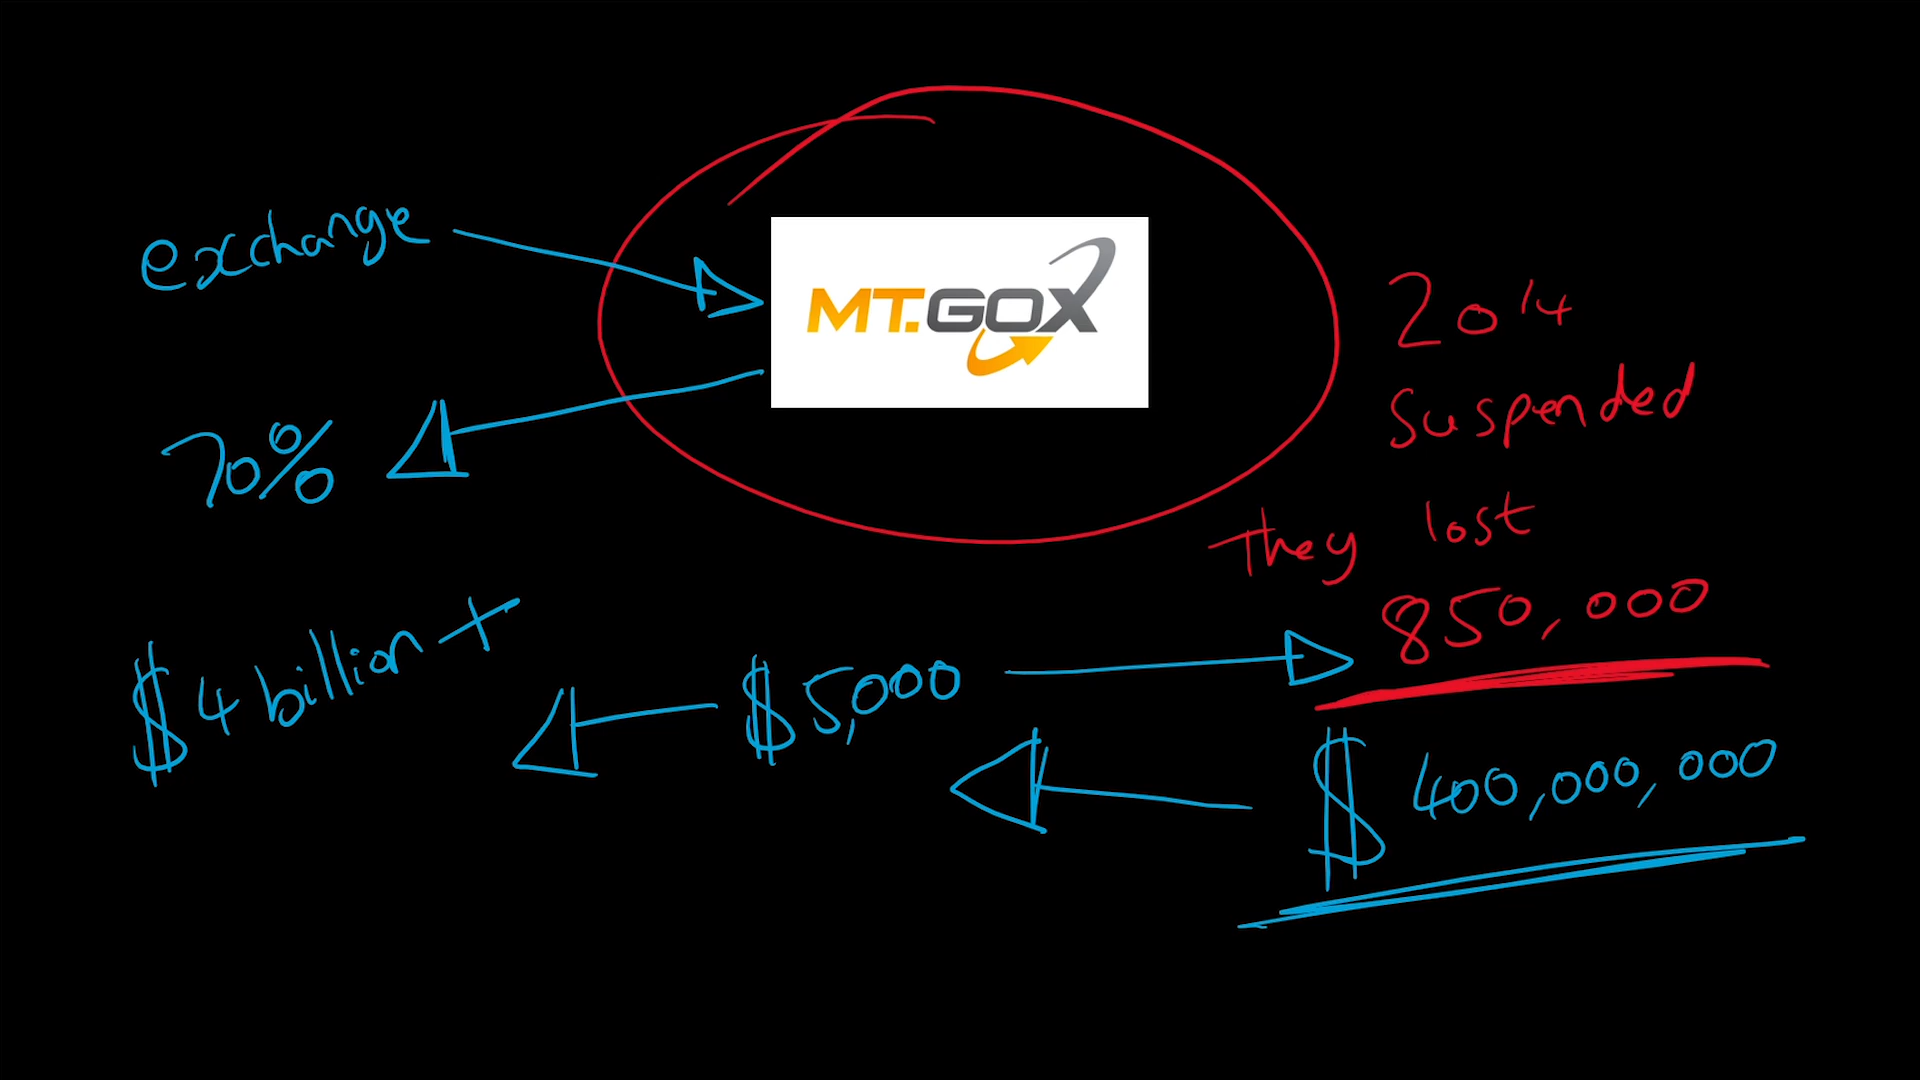 exchange
MT.GOX
2014
suspended
70%
They lost
850,000
$4 billion +
$5,000
$400,000,000